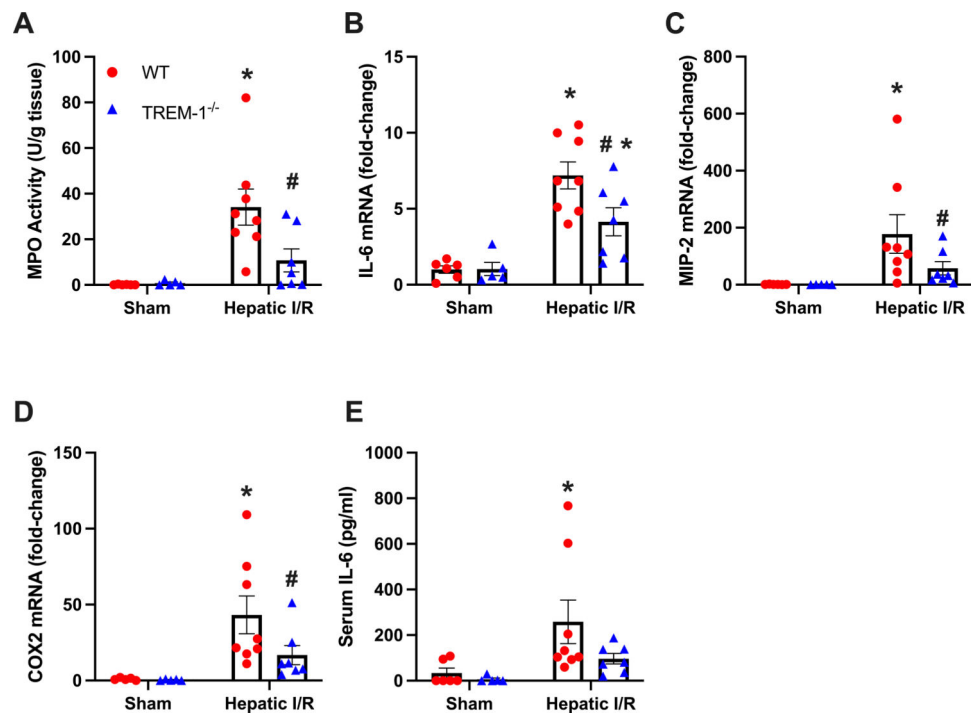 A
MPO Activity (U/g tissue)
100
80
60
40
20
0
WT
TREM-1-/-
*
#
Sham
Hepatic I/R
B
IL-6 mRNA (fold-change)
15
10
5
0
*
# *
Sham
Hepatic I/R
C
MIP-2 mRNA (fold-change)
800
600
400
200
0
*
#
Sham
Hepatic I/R
D
COX2 mRNA (fold-change)
150
100
50
0
*
#
Sham
Hepatic I/R
E
Serum IL-6 (pg/ml)
1000
800
600
400
200
0
*
Sham
Hepatic I/R